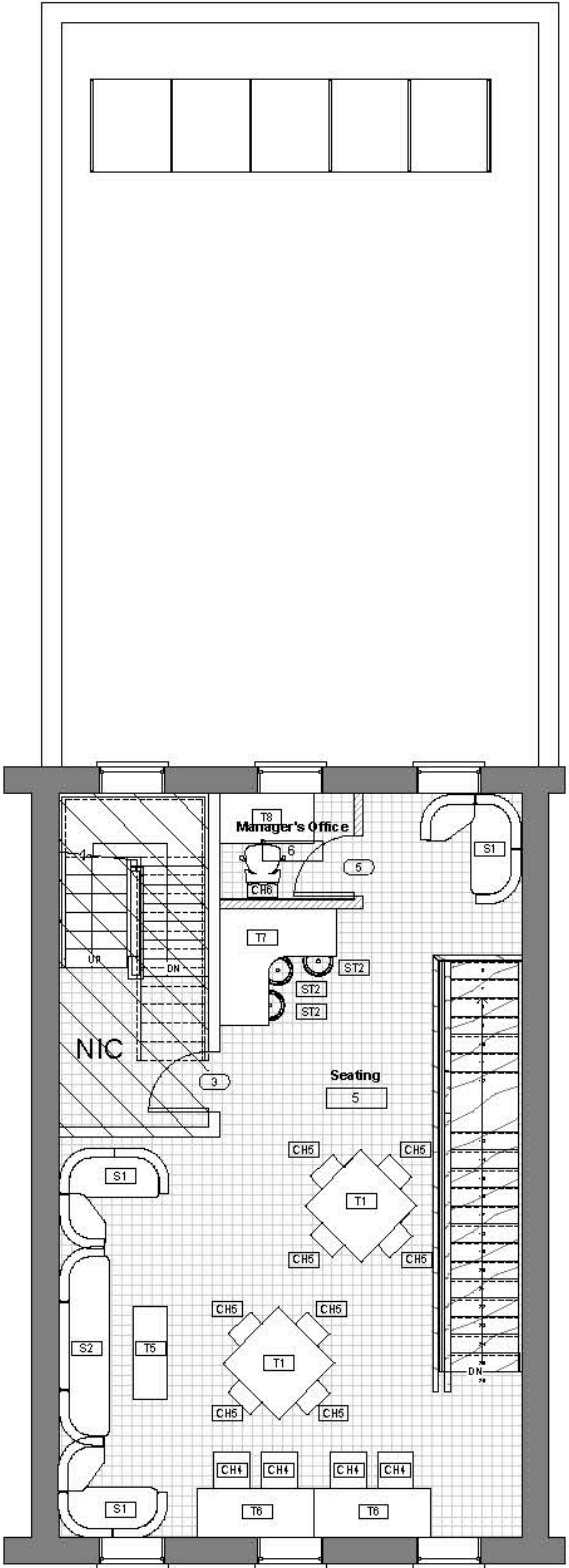 T8
Manager's Office
6
5
CH6
S1
4
UP
DN
T7
ST2
ST2
ST2
NIC
3
Seating
5
CH5
CH5
T1
CH5
CH5
S1
S2
T5
CH5
CH5
T1
CH5
CH5
DN
CH4
CH4
CH4
CH4
S1
T6
T6